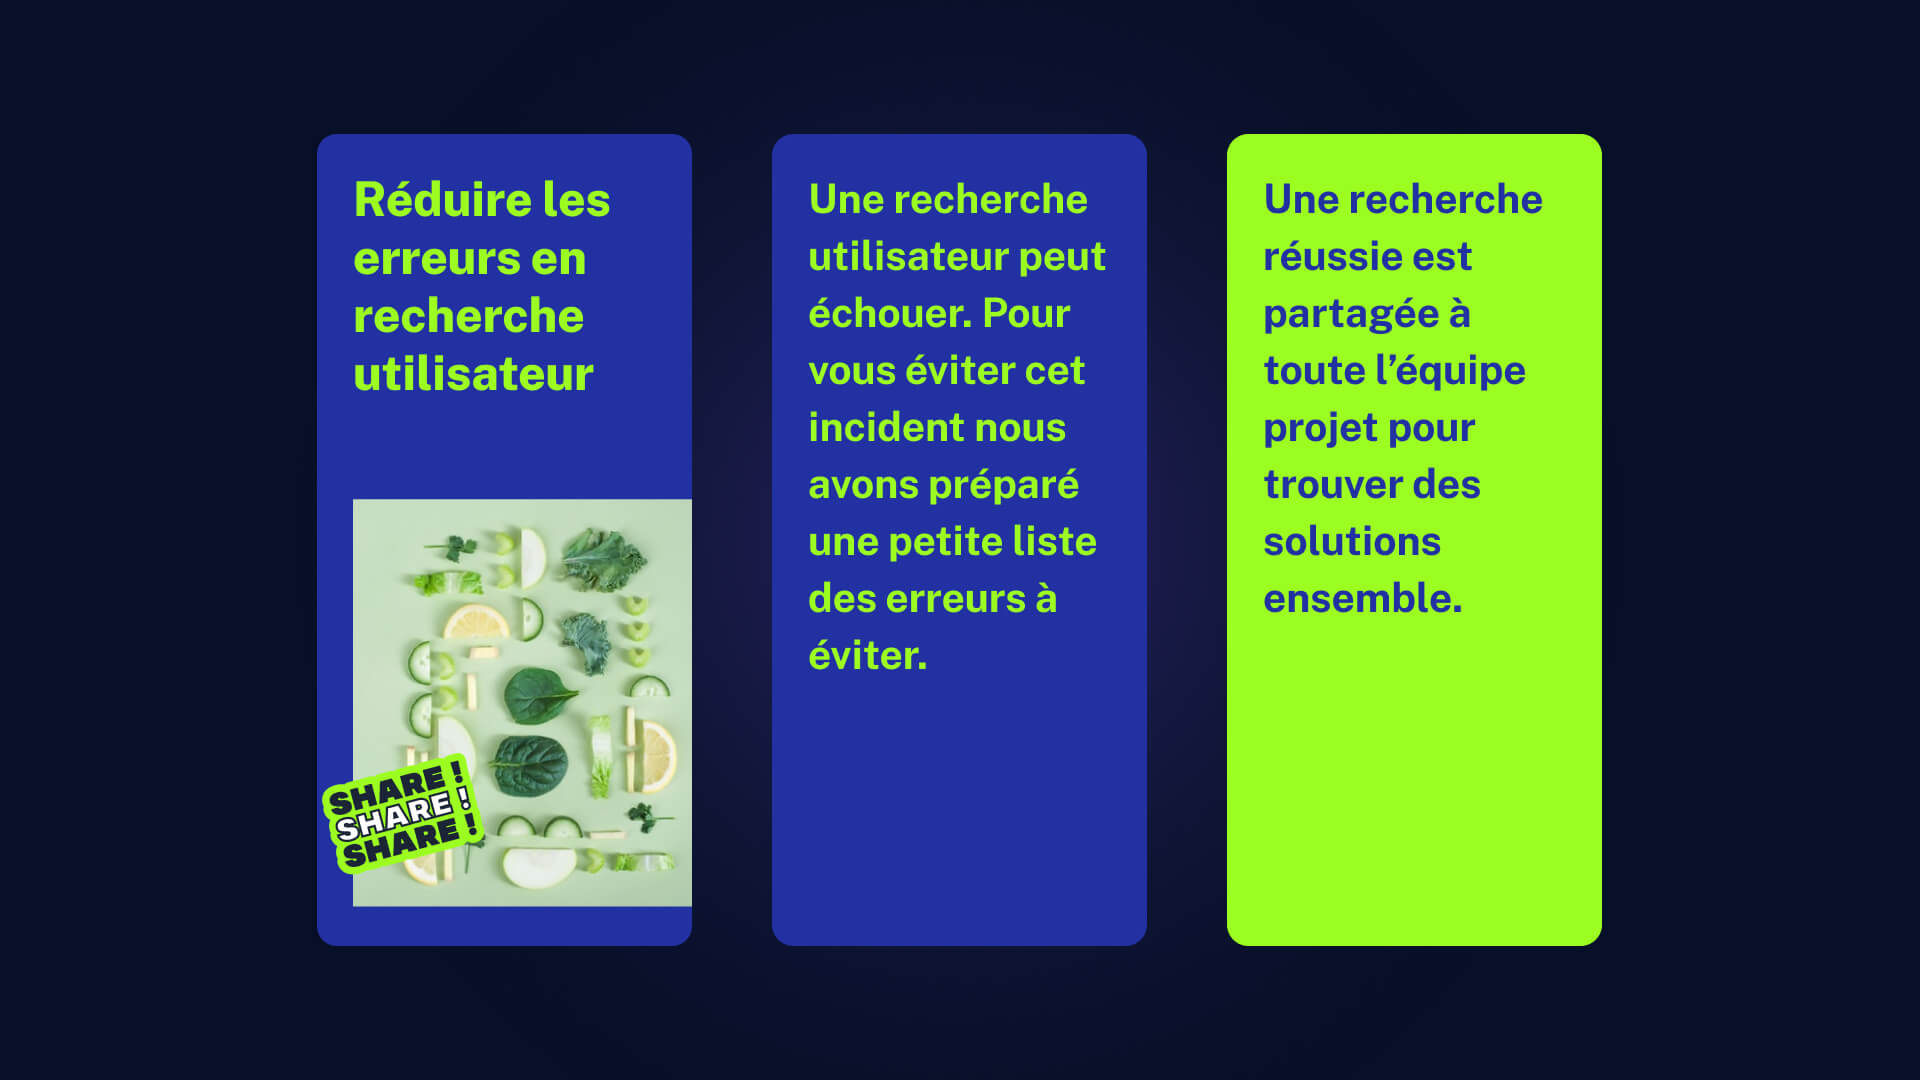 Réduire les
erreurs en
recherche
utilisateur
SHARE !
SHARE !
SHARE !
Une recherche
utilisateur peut
échouer. Pour
vous éviter cet
incident nous
avons préparé
une petite liste
des erreurs à
éviter.
Une recherche
réussie est
partagée à
toute l’équipe
projet pour
trouver des
solutions
ensemble.